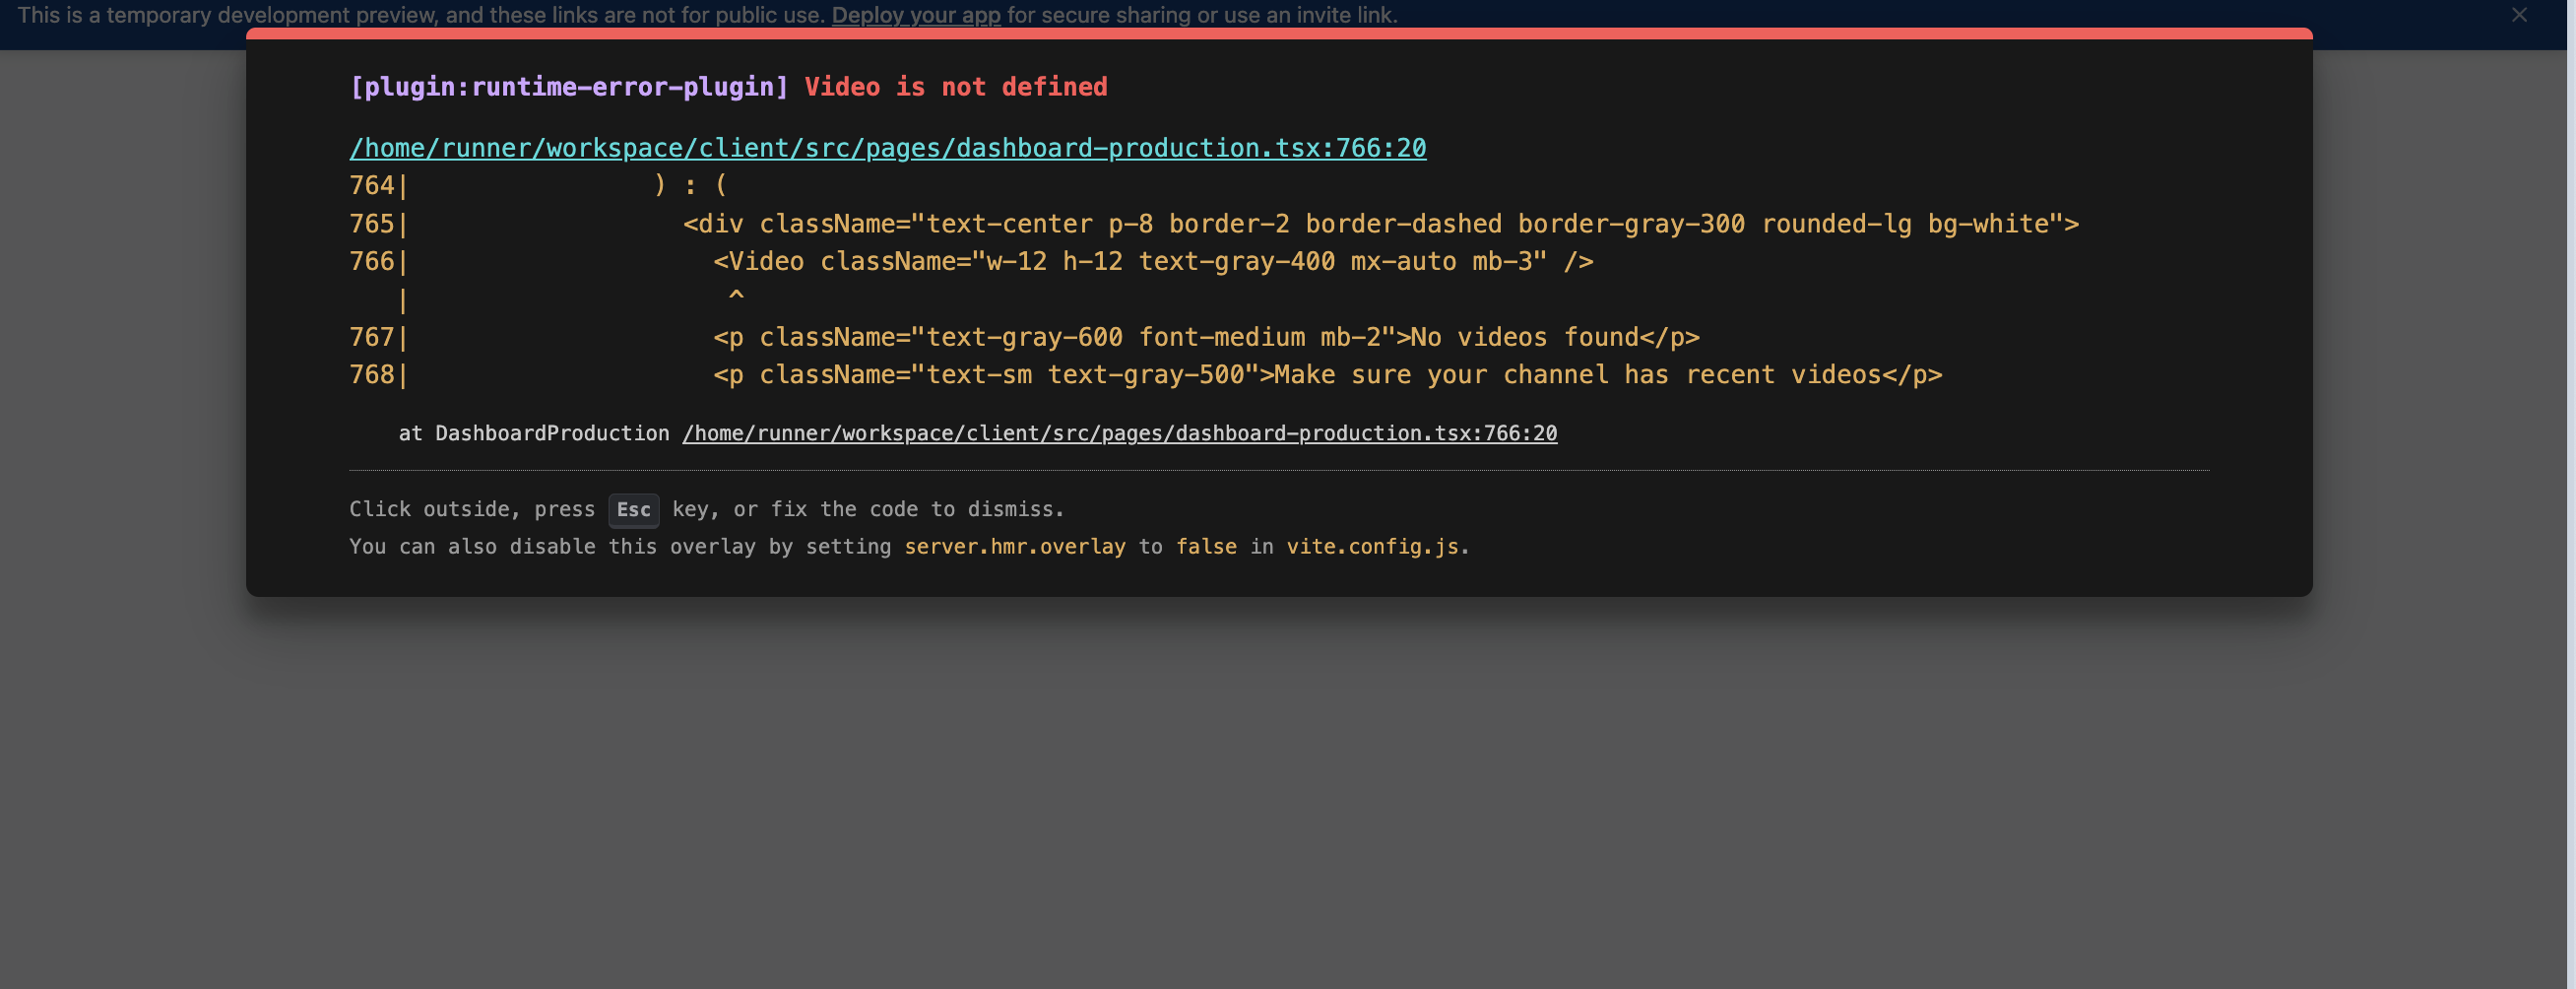 This is a temporary development preview, and these links are not for public use. Deploy your app for secure sharing or use an invite link.
[plugin:runtime-error-plugin] Video is not defined
/home/runner/workspace/client/src/pages/dashboard-production.tsx:766:20
764|                ) : (
765|                  <div className="text-center p-8 border-2 border-dashed border-gray-300 rounded-lg bg-white">
766|                    <Video className="w-12 h-12 text-gray-400 mx-auto mb-3" />
   |                     ^
767|                    <p className="text-gray-600 font-medium mb-2">No videos found</p>
768|                    <p className="text-sm text-gray-500">Make sure your channel has recent videos</p>
at DashboardProduction /home/runner/workspace/client/src/pages/dashboard-production.tsx:766:20
Click outside, press Esc key, or fix the code to dismiss.
You can also disable this overlay by setting server.hmr.overlay to false in vite.config.js.